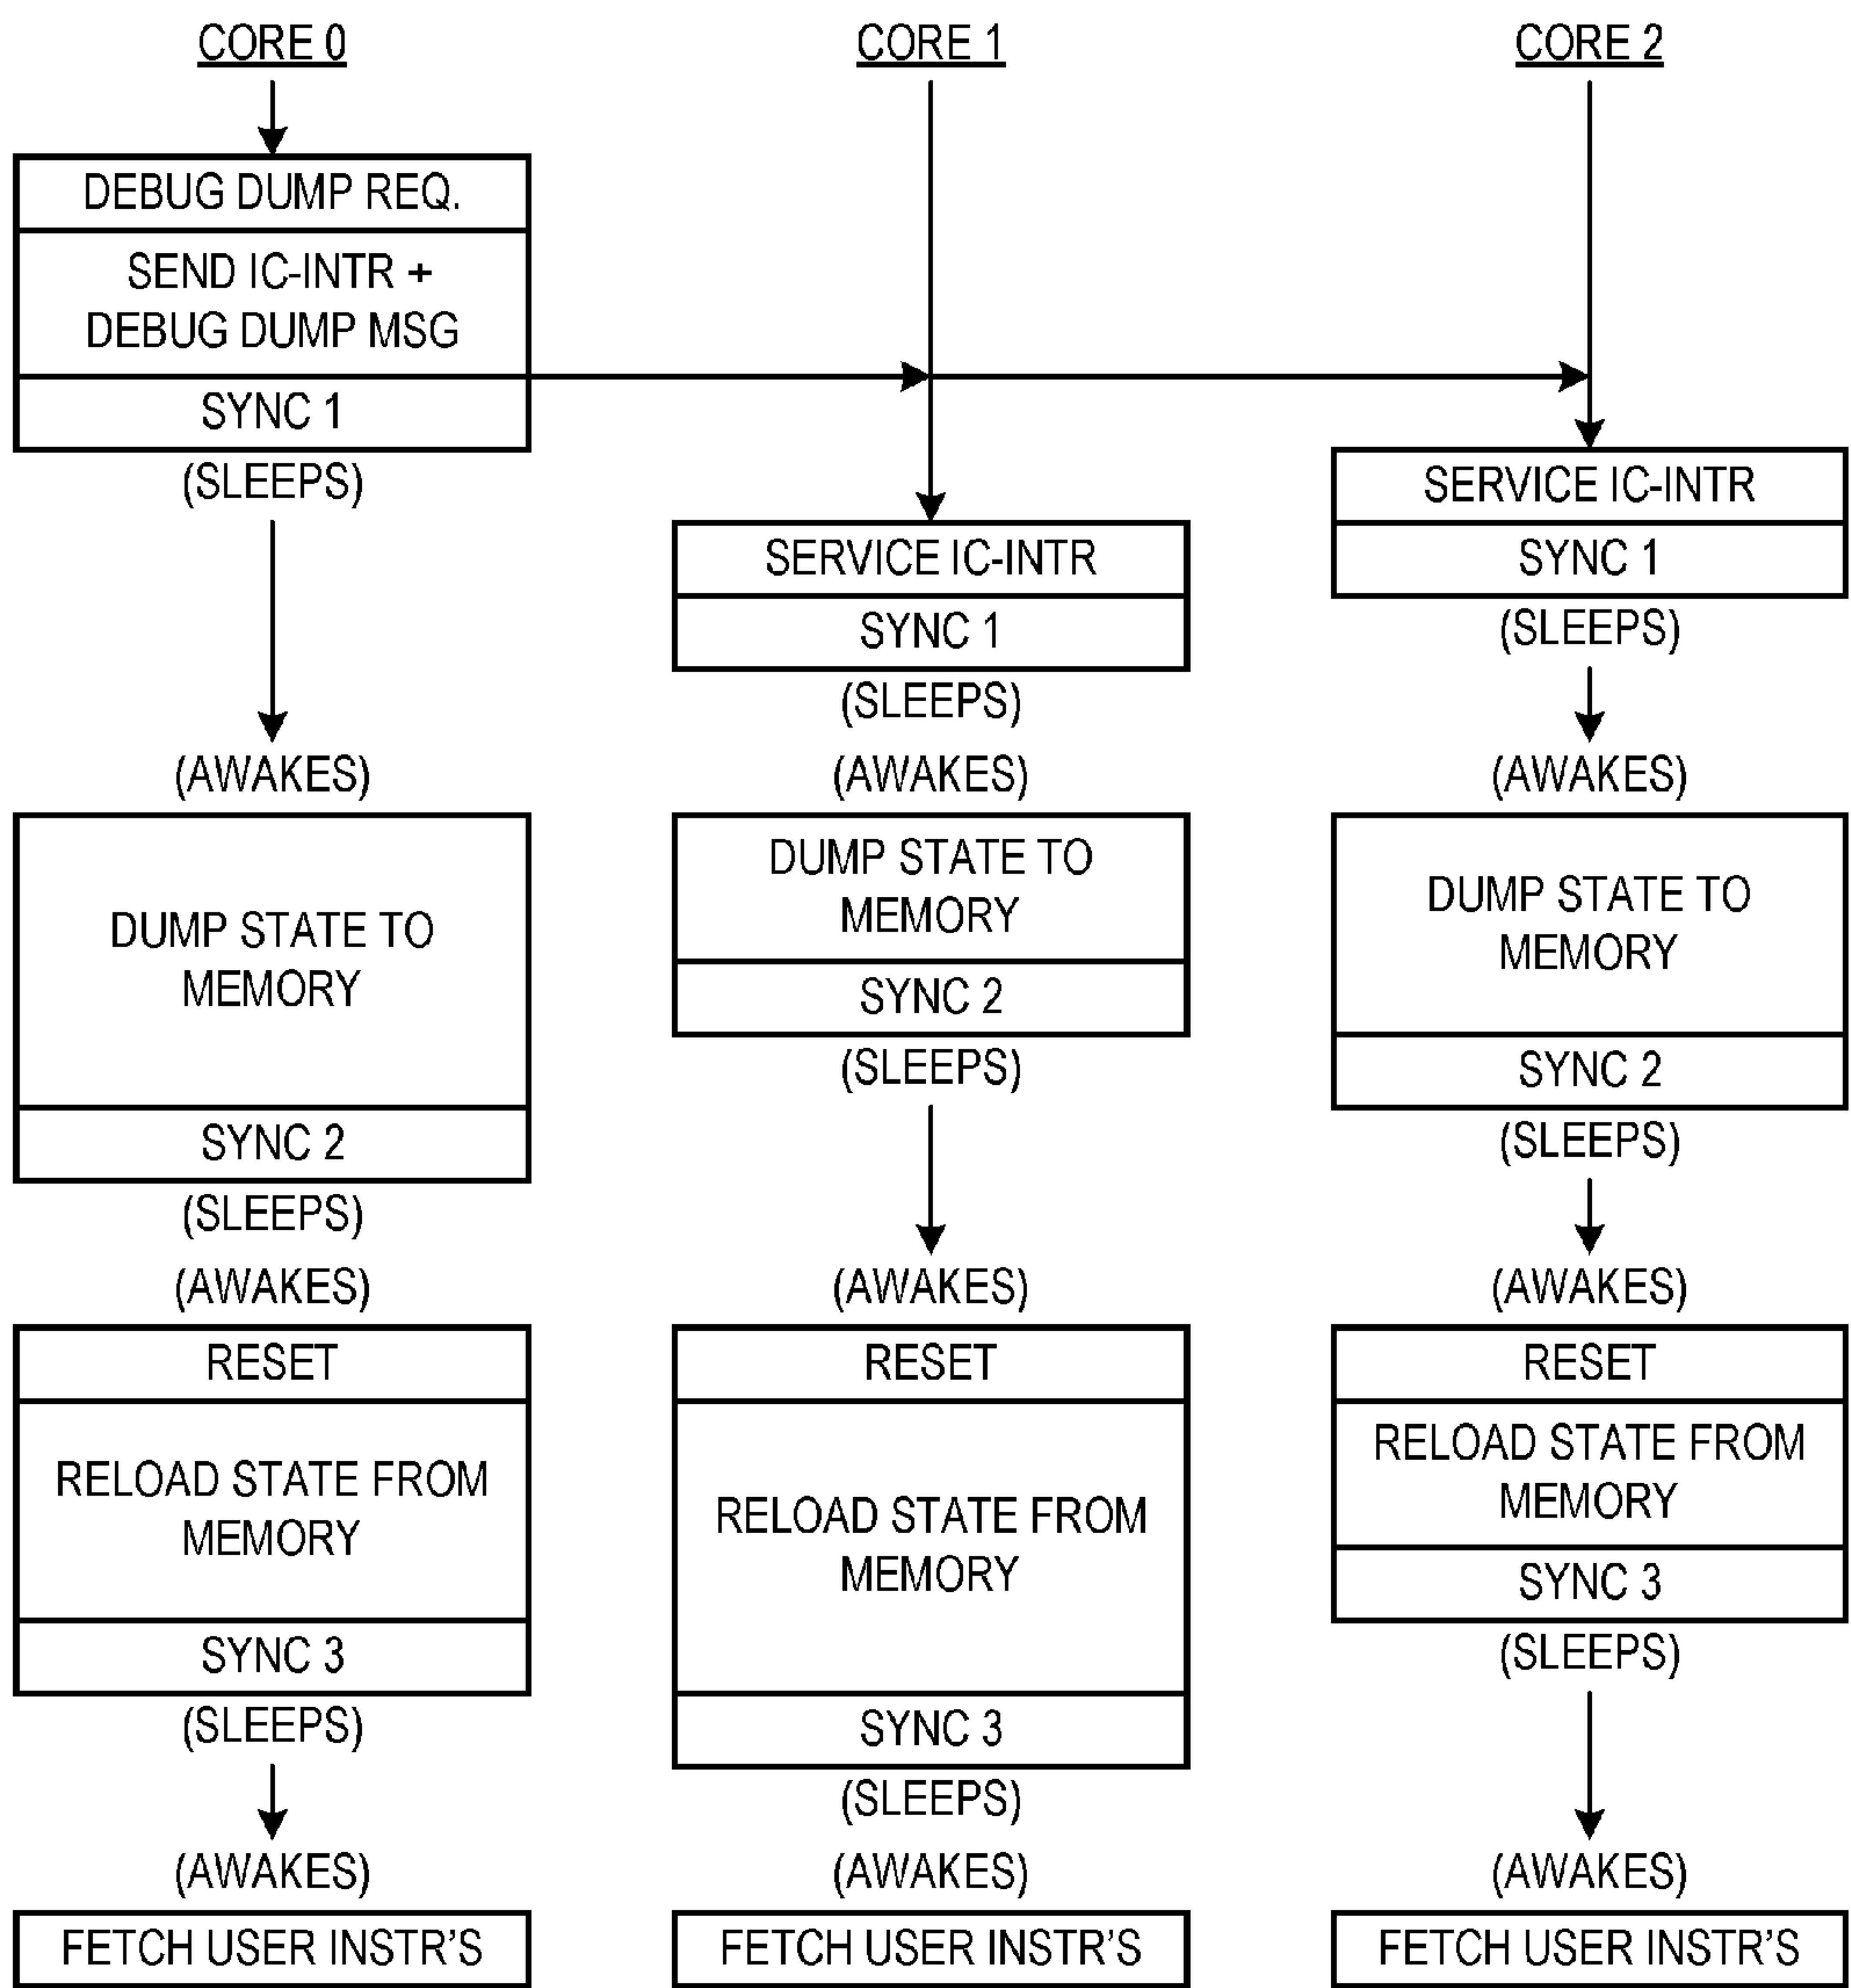 CORE 0
DEBUG DUMP REQ.
SEND IC-INTR +
DEBUG DUMP MSG
SYNC 1
(SLEEPS)
(AWAKES)
DUMP STATE TO
MEMORY
SYNC 2
(SLEEPS)
(AWAKES)
RESET
RELOAD STATE FROM
MEMORY
SYNC 3
(SLEEPS)
(AWAKES)
FETCH USER INSTR'S
CORE 1
SERVICE IC-INTR
SYNC 1
(SLEEPS)
(AWAKES)
DUMP STATE TO
MEMORY
SYNC 2
(SLEEPS)
(AWAKES)
RESET
RELOAD STATE FROM
MEMORY
SYNC 3
(SLEEPS)
(AWAKES)
FETCH USER INSTR'S
CORE 2
SERVICE IC-INTR
SYNC 1
(SLEEPS)
(AWAKES)
DUMP STATE TO
MEMORY
SYNC 2
(SLEEPS)
(AWAKES)
RESET
RELOAD STATE FROM
MEMORY
SYNC 3
(SLEEPS)
(AWAKES)
FETCH USER INSTR'S